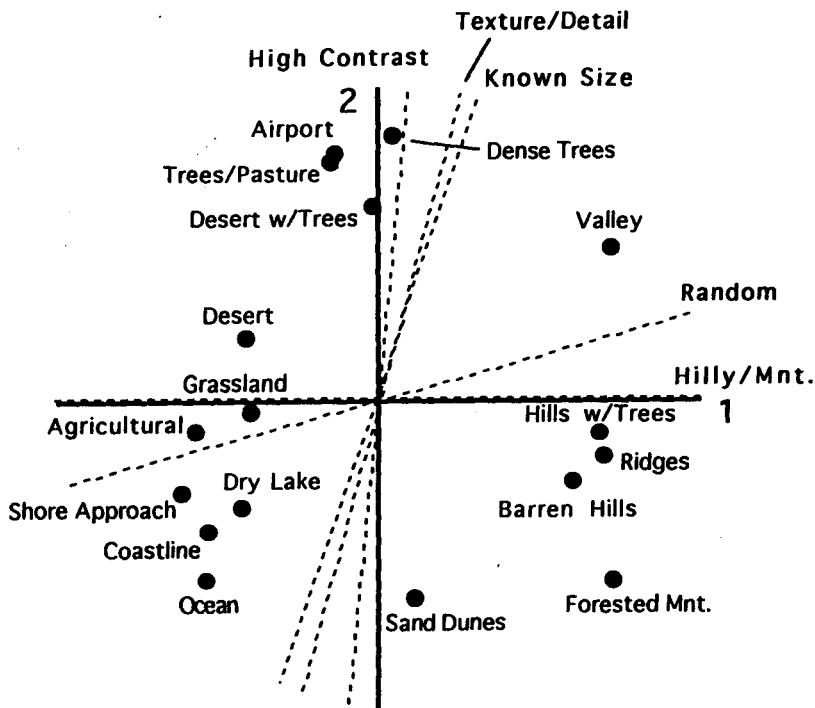 Texture/Detail
High Contrast
Known Size
2
Airport
Dense Trees
Trees/Pasture
Desert w/Trees
Valley
Random
Desert
Grassland
Hilly/Mnt.
1
Agricultural
Hills w/Trees
Ridges
Dry Lake
Shore Approach
Barren Hills
Coastline
Ocean
Sand Dunes
Forested Mnt.